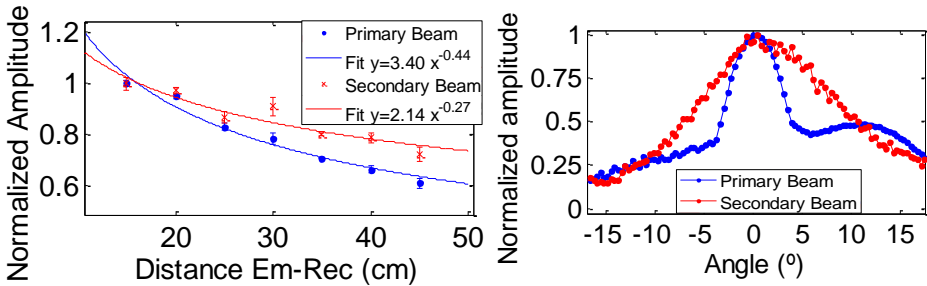 Normalized Amplitude
1.2
1
0.8
0.6
20
30
40
50
Distance Em-Rec (cm)
Primary Beam
Fit y=3.40 x^-0.44
Secondary Beam
Fit y=2.14 x^-0.27
Normalized amplitude
1
0.75
0.5
0.25
0
-15
-10
-5
0
5
10
15
Angle (º)
Primary Beam
Secondary Beam